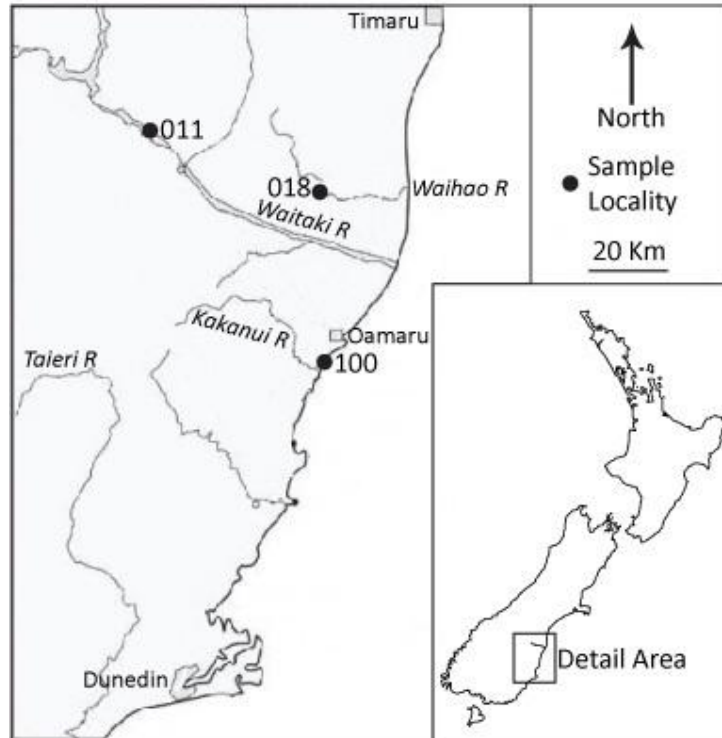 Timaru
011
018
Waihao R
Waitaki R
Kakanui R
Oamaru
100
Taieri R
Dunedin
North
Sample
Locality
20 Km
Detail Area